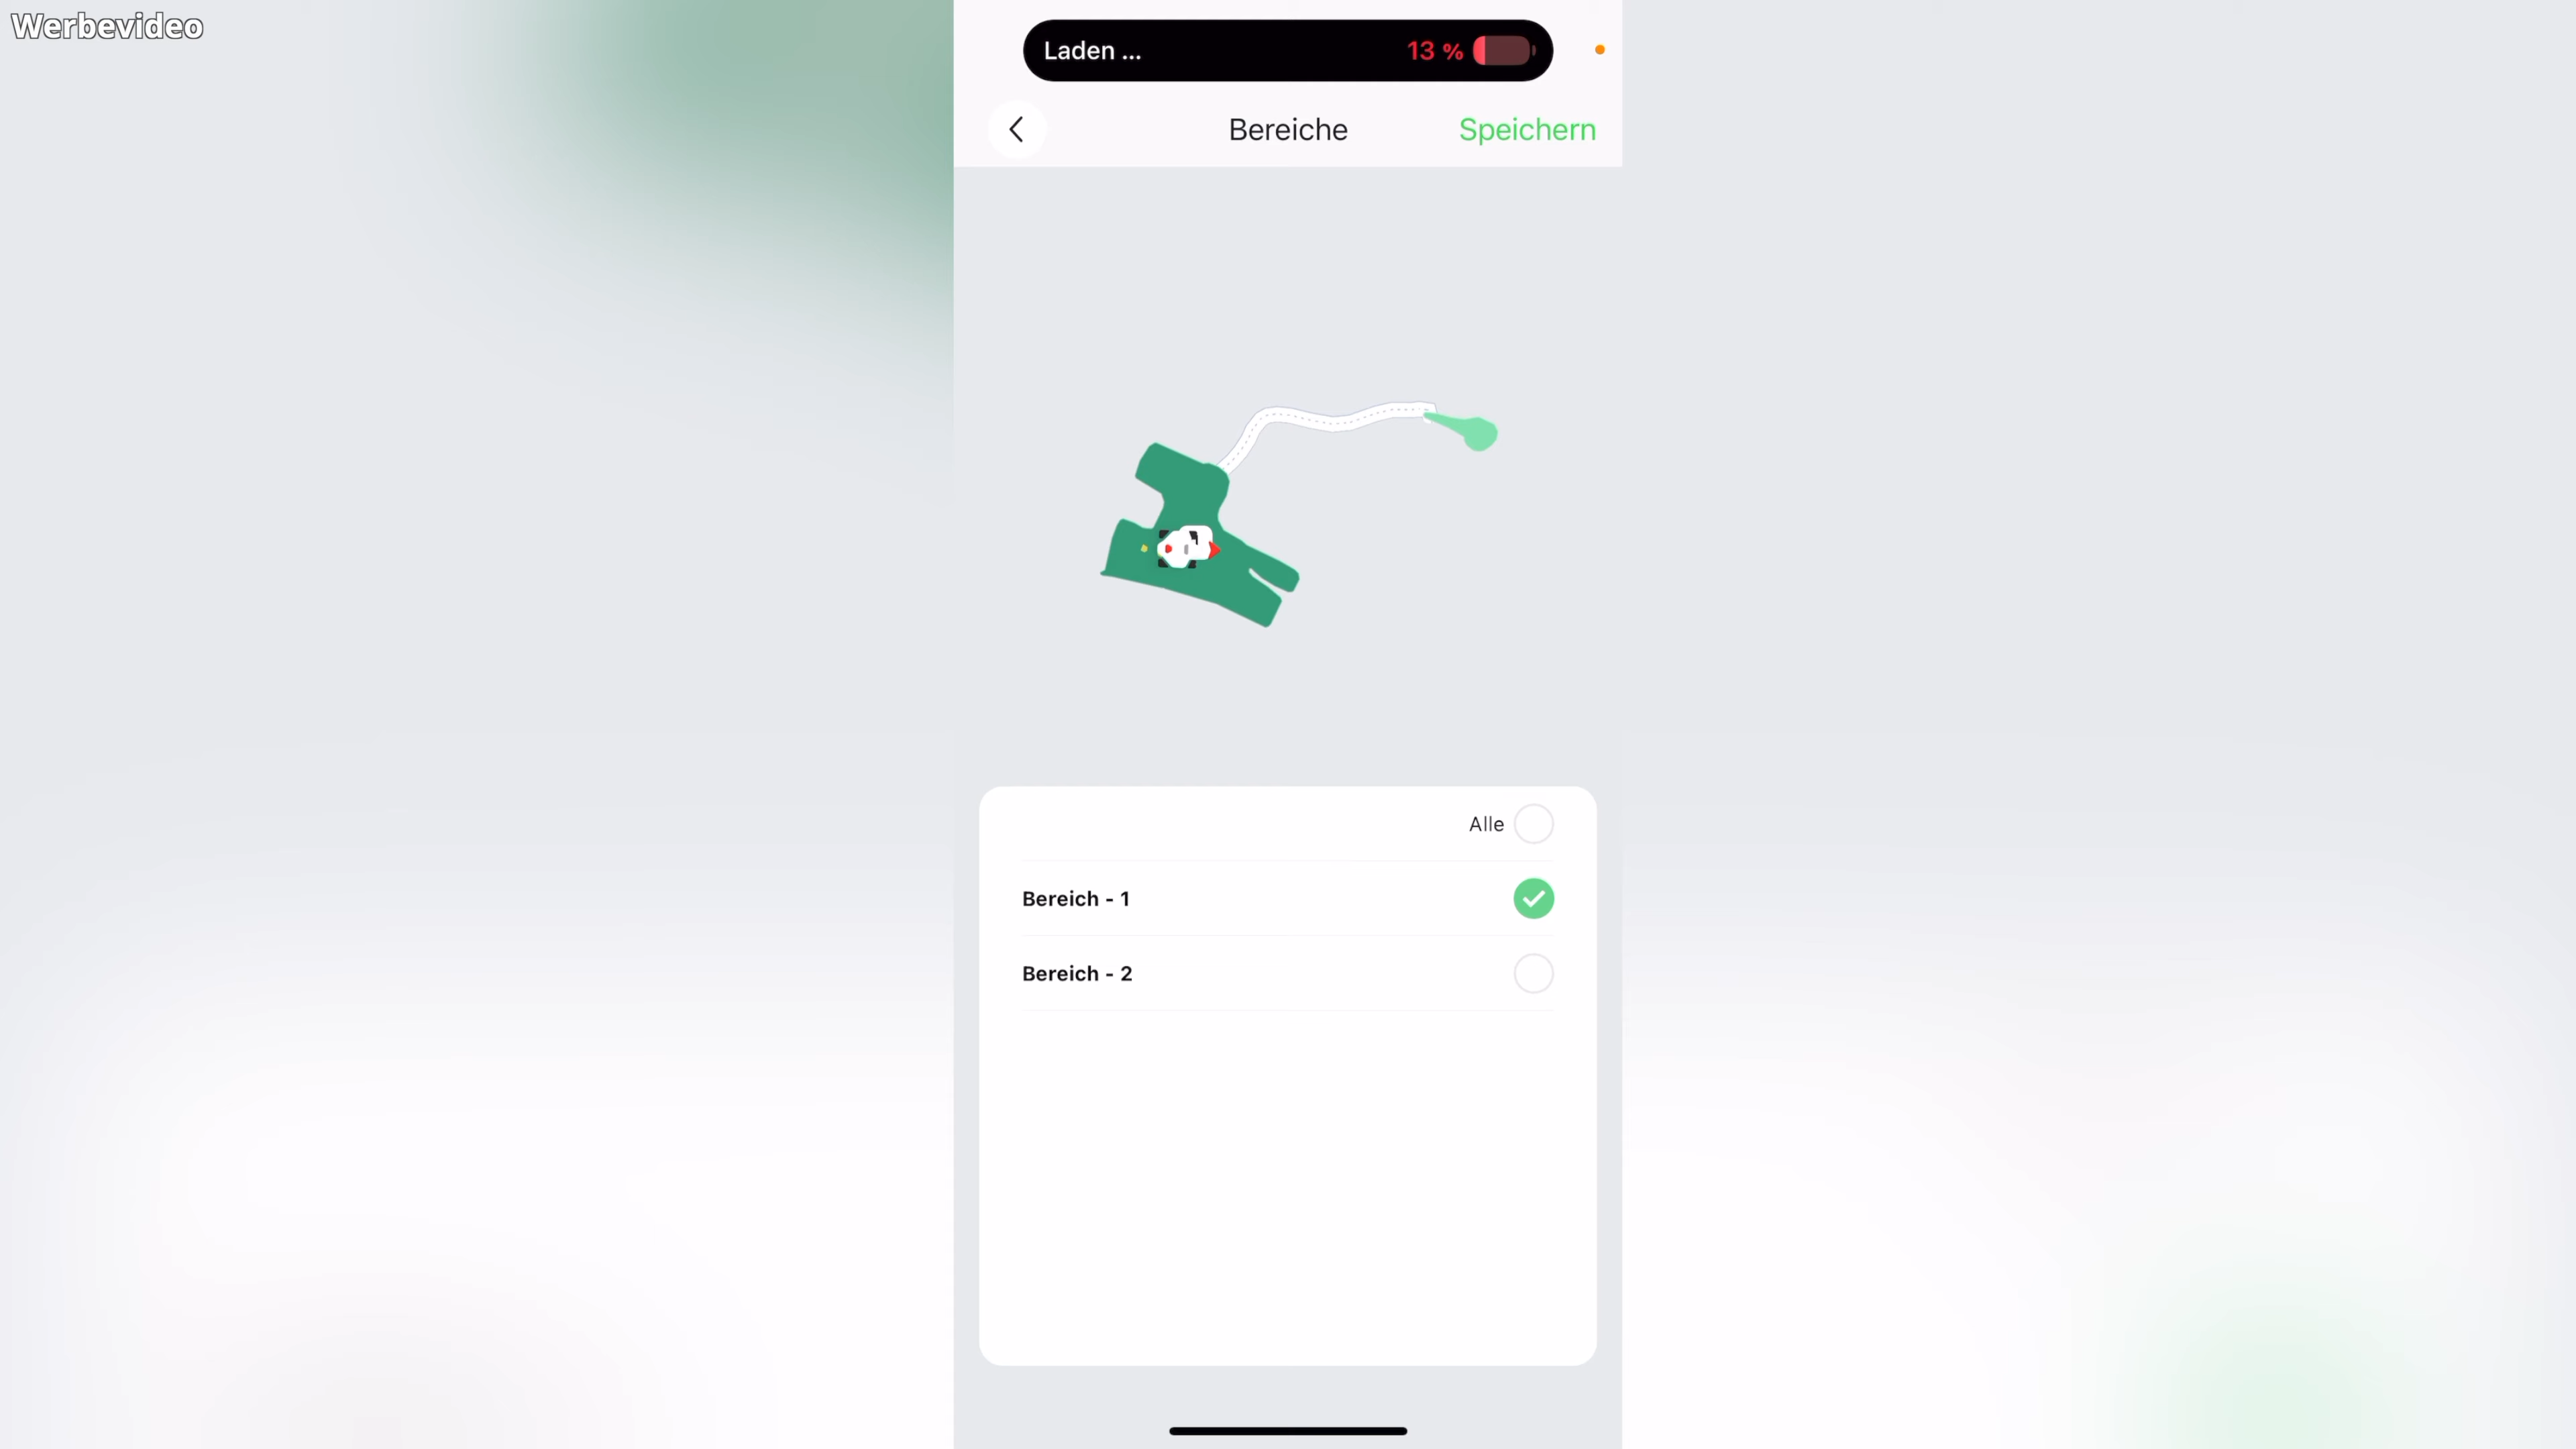 Werbevideo
Laden ...
13 %
Bereiche
Speichern
Alle
Bereich - 1
Bereich - 2